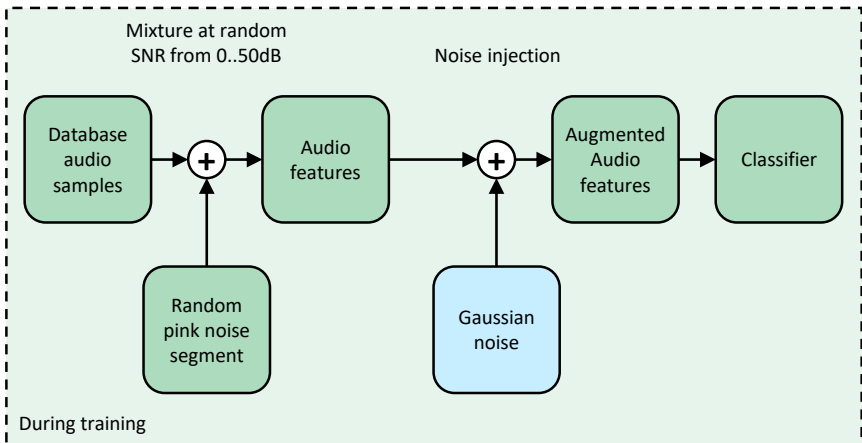 Mixture at random
SNR from 0..50dB
Noise injection
Database
audio
samples
+
Audio
features
+
Augmented
Audio
features
Classifier
Random
pink noise
segment
Gaussian
noise
During training